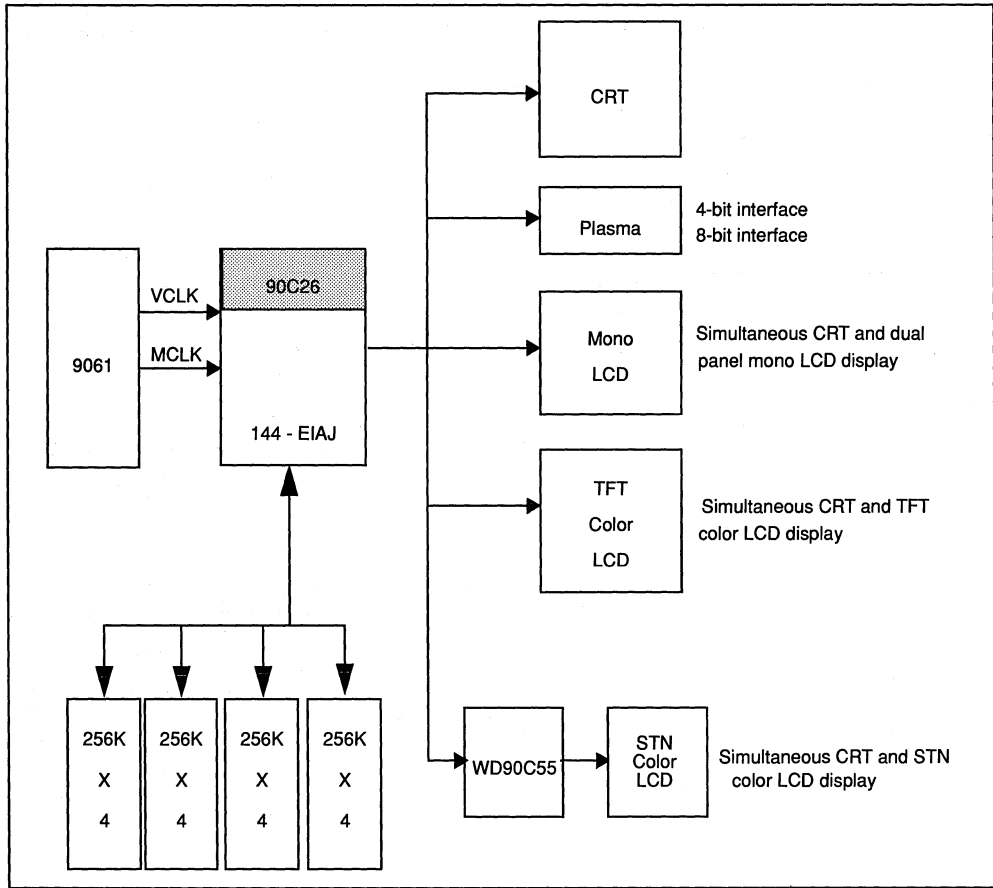 CRT
Plasma
4-bit interface
8-bit interface
9061
VCLK
MCLK
90C26
144 - EIAJ
Mono
LCD
Simultaneous CRT and dual
panel mono LCD display
TFT
Color
LCD
Simultaneous CRT and TFT
color LCD display
256K
X
4
256K
X
4
256K
X
4
256K
X
4
WD90C55
STN
Color
LCD
Simultaneous CRT and STN
color LCD display